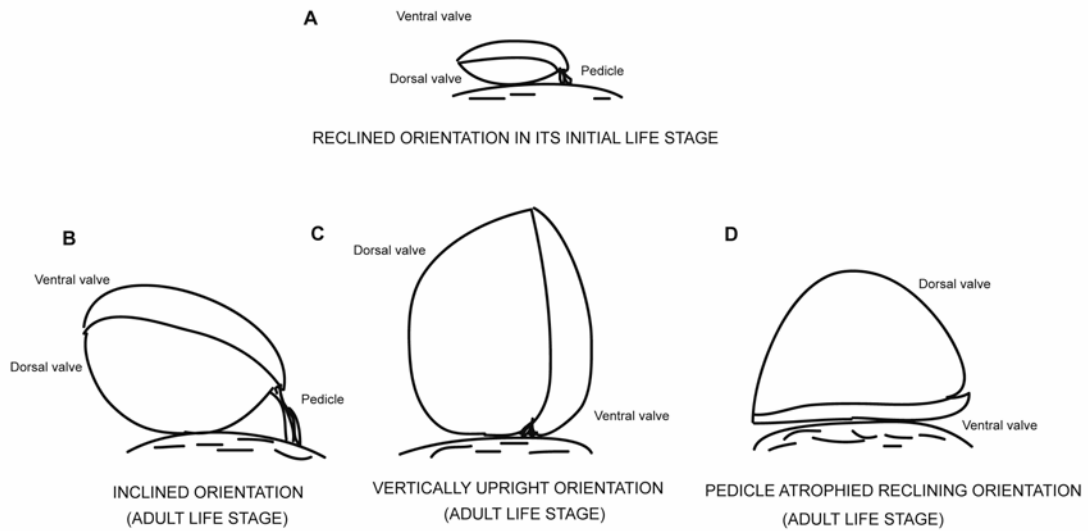 A
Ventral valve
Dorsal valve
Pedicle
RECLINED ORIENTATION IN ITS INITIAL LIFE STAGE
B
Ventral valve
Dorsal valve
Pedicle
INCLINED ORIENTATION
(ADULT LIFE STAGE)
C
Dorsal valve
Ventral valve
VERTICALLY UPRIGHT ORIENTATION
(ADULT LIFE STAGE)
D
Dorsal valve
Ventral valve
PEDICLE ATROPHIED RECLINING ORIENTATION
(ADULT LIFE STAGE)